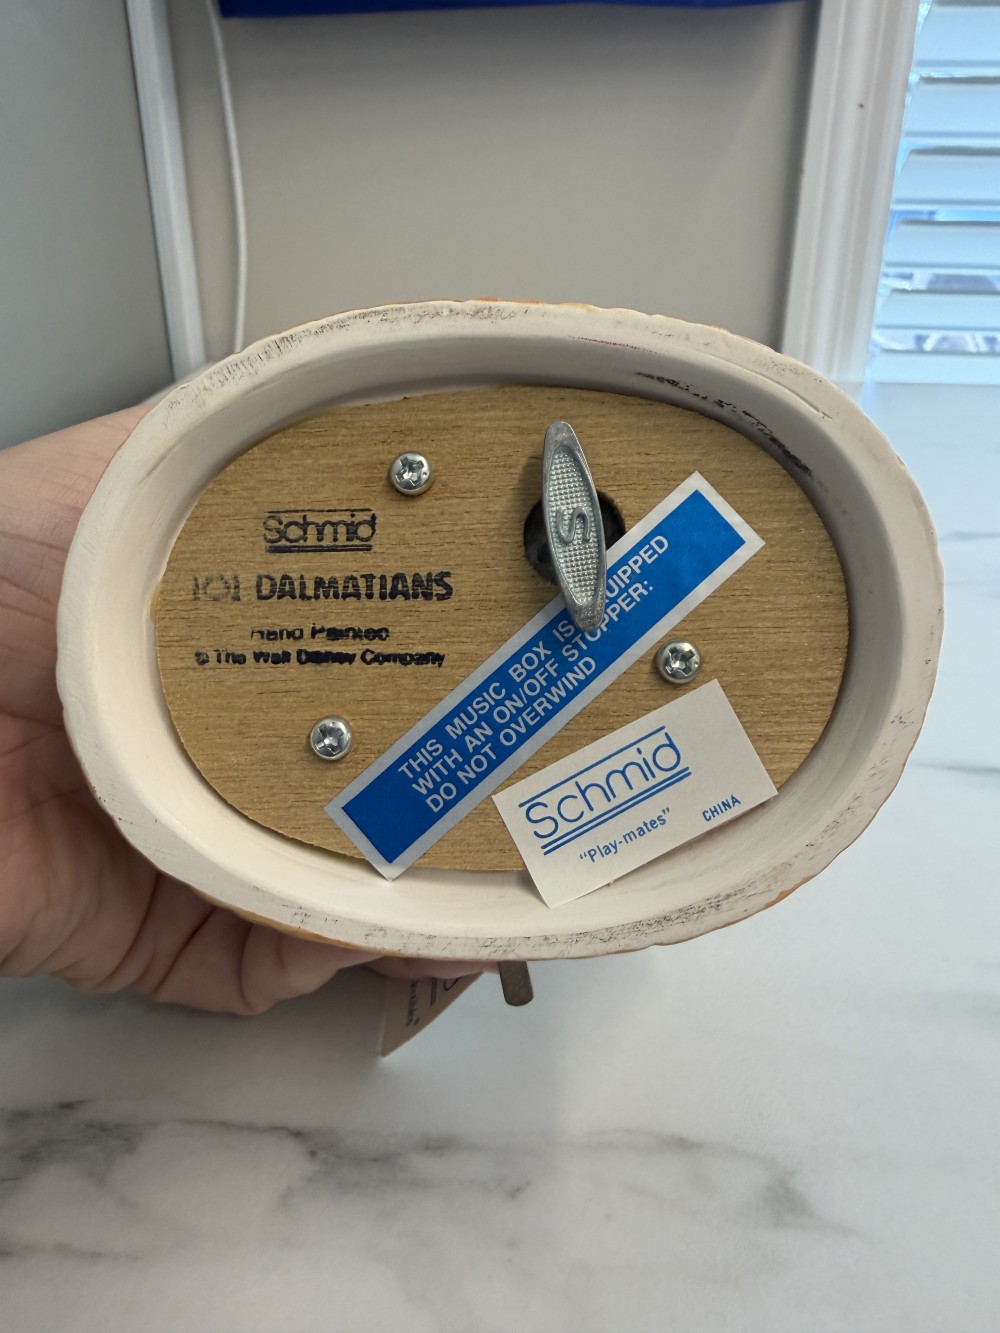 Schmid
101 DALMATIANS
Hand Painted
© The Walt Disney Company
THIS MUSIC BOX IS EQUIPPED
WITH AN ON/OFF STOPPER:
DO NOT OVERWIND
Schmid
"Play-mates"
CHINA